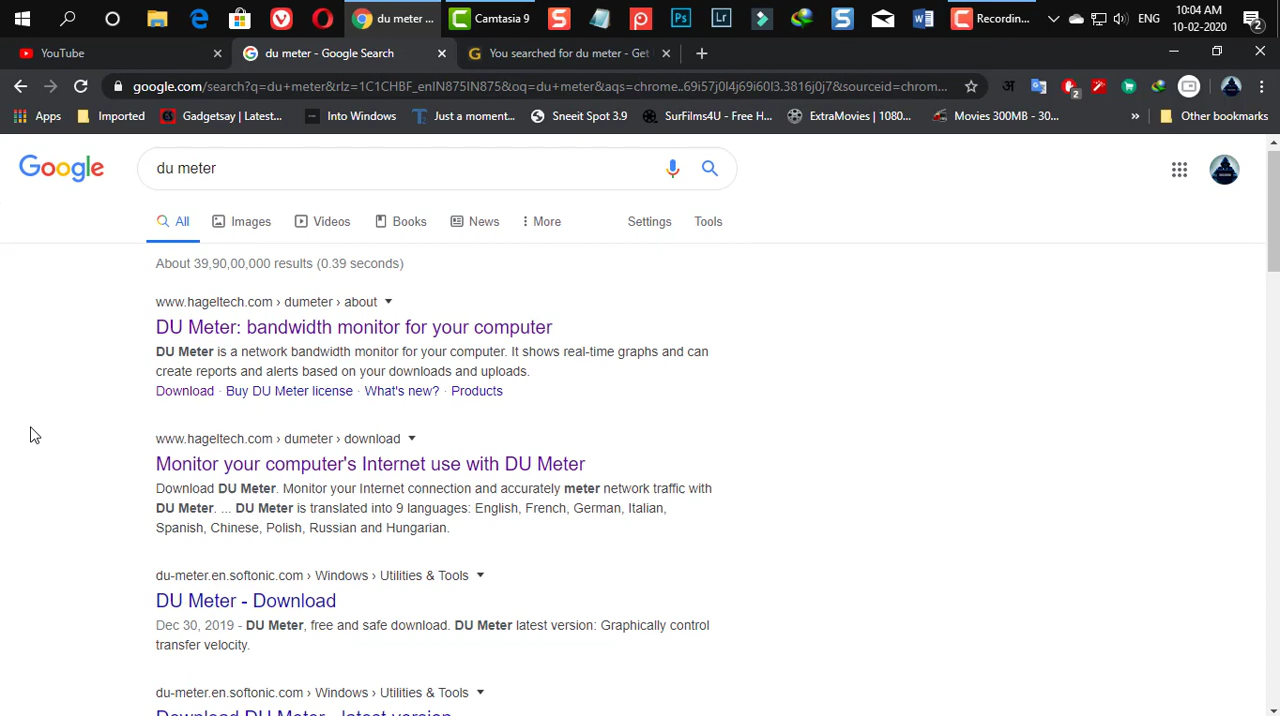 du meter ...
Camtasia 9
Recordin...
ENG
10:04 AM
10-02-2020
2
YouTube
du meter - Google Search
You searched for du meter - Get
google.com/search?q=du+meter&rlz=1C1CHBF_enIN875IN875&oq=du+meter&aqs=chrome..69i57j0l4j69i60l3.3816j0j7&sourceid=chrom...
Apps
Imported
Gadgetsay | Latest...
Into Windows
Just a moment...
Sneeit Spot 3.9
SurFilms4U - Free H...
ExtraMovies | 1080...
Movies 300MB - 30...
»
Other bookmarks
Google
du meter
All
Images
Videos
Books
News
More
Settings
Tools
About 39,90,00,000 results (0.39 seconds)
www.hageltech.com › dumeter › about
DU Meter: bandwidth monitor for your computer
DU Meter is a network bandwidth monitor for your computer. It shows real-time graphs and can
create reports and alerts based on your downloads and uploads.
Download · Buy DU Meter license · What's new? · Products
www.hageltech.com › dumeter › download
Monitor your computer's Internet use with DU Meter
Download DU Meter. Monitor your Internet connection and accurately meter network traffic with
DU Meter. ... DU Meter is translated into 9 languages: English, French, German, Italian,
Spanish, Chinese, Polish, Russian and Hungarian.
du-meter.en.softonic.com › Windows › Utilities & Tools
DU Meter - Download
Dec 30, 2019 - DU Meter, free and safe download. DU Meter latest version: Graphically control
transfer velocity.
du-meter.en.softonic.com › Windows › Utilities & Tools
Download DU Meter - latest version